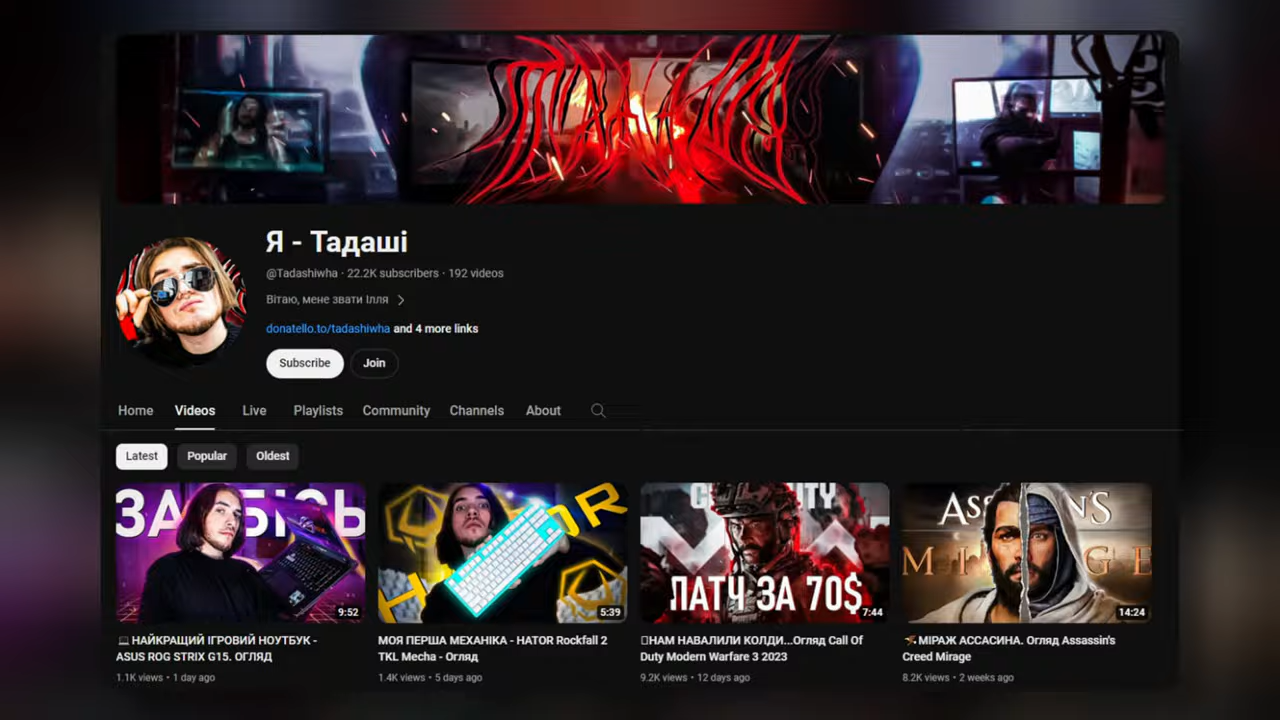 Я - Тадаші
@Tadashiwha · 22.2K subscribers · 192 videos
Вітаю, мене звати Ілля
donatello.to/tadashiwha and 4 more links
Subscribe Join
Home Videos Live Playlists Community Channels About
Latest Popular Oldest
9:52
HATOR
5:39
ПАТЧ ЗА 70$
7:44
ASSASSIN'S
MIRAGE
14:24
НАЙКРАЩИЙ ІГРОВИЙ НОУТБУК -
ASUS ROG STRIX G15. ОГЛЯД
1.1K views • 1 day ago
МОЯ ПЕРША МЕХАНІКА - HATOR Rockfall 2
TKL Mecha - Огляд
1.4K views • 5 days ago
НАМ НАВАЛИЛИ КОЛДИ...Огляд Call Of
Duty Modern Warfare 3 2023
9.2K views • 12 days ago
МІРАЖ АССАСИНА. Огляд Assassin's
Creed Mirage
8.2K views • 2 weeks ago